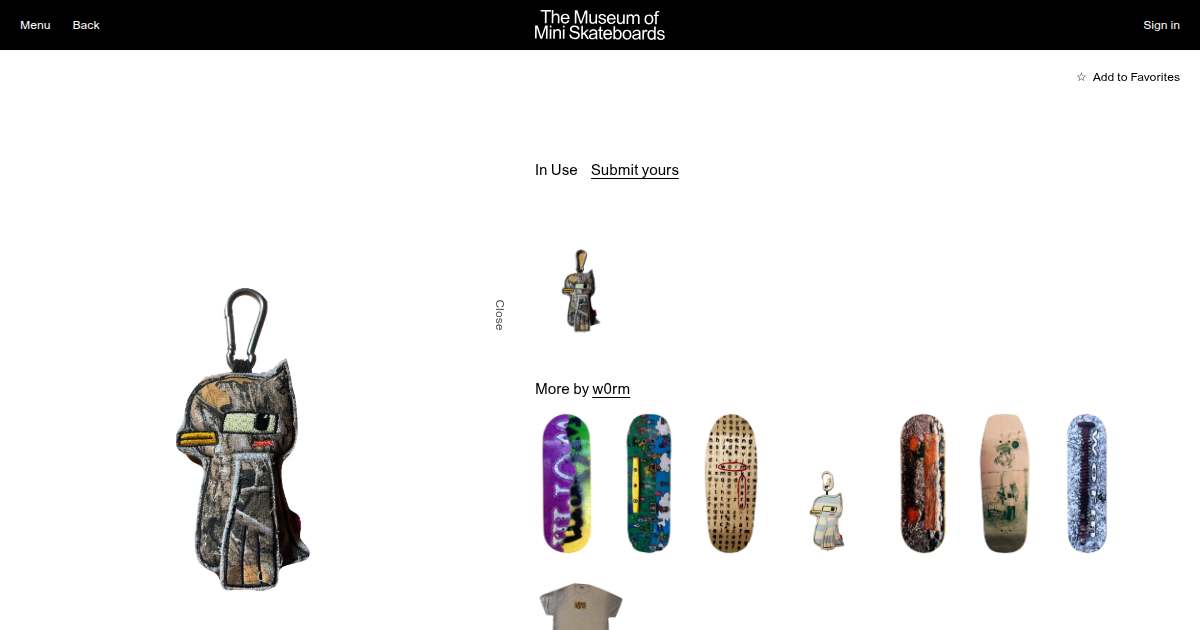 Menu
Back
The Museum of
Mini Skateboards
Sign in
☆ Add to Favorites
In Use
Submit yours
Close
More by w0rm